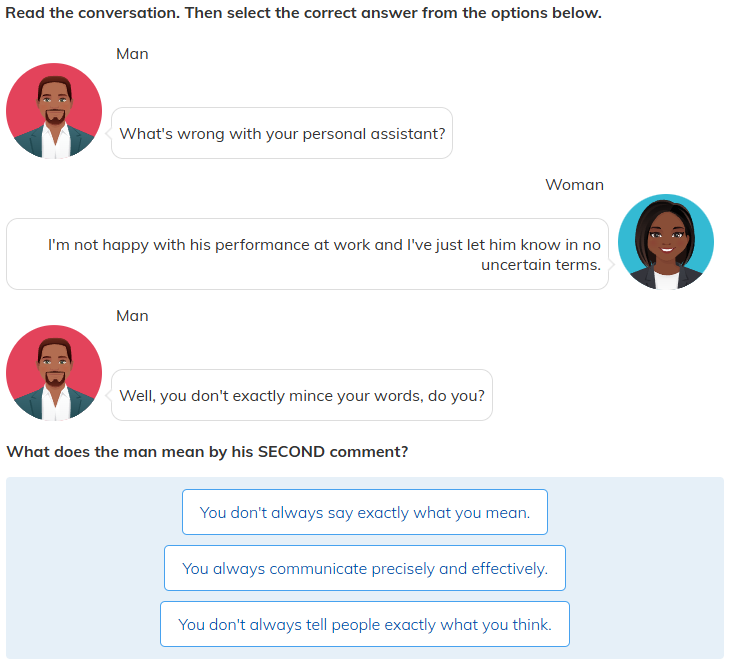 Read the conversation. Then select the correct answer from the options below.
Man
What's wrong with your personal assistant?
Woman
I'm not happy with his performance at work and I've just let him know in no
uncertain terms.
Man
Well, you don't exactly mince your words, do you?
What does the man mean by his SECOND comment?
You don't always say exactly what you mean.
You always communicate precisely and effectively.
You don't always tell people exactly what you think.